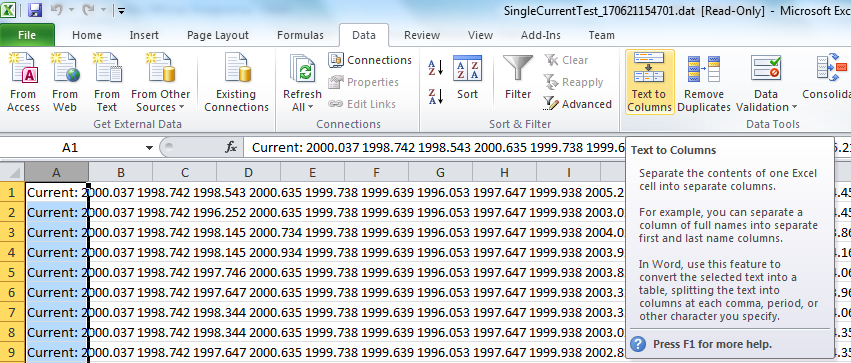 SingleCurrentTest_170621154701.dat [Read-Only] - Microsoft Exce
File Home Insert Page Layout Formulas Data Review View Add-Ins Team
From Access From Web From Text From Other Sources Existing Connections Refresh All Connections Properties Edit Links Sort Filter Clear Reapply Advanced Text to Columns Remove Duplicates Data Validation Consolida
Get External Data Connections Sort & Filter Data Tools
A1 fx Current: 2000.037 1998.742 1998.543 2000.635 1999.738 1999.6
Text to Columns
Separate the contents of one Excel
cell into separate columns.
For example, you can separate a
column of full names into separate
first and last name columns.
In Word, use this feature to
convert the selected text into a
table, splitting the text into
columns at each comma, period, or
other character you specify.
Press F1 for more help.
A B C D E F G H I
1 Current: 2000.037 1998.742 1998.543 2000.635 1999.738 1999.639 1996.053 1997.647 1999.938 2005.2
2 Current: 2000.037 1998.742 1996.252 2000.635 1999.738 1999.639 1996.053 1997.647 1999.938 2003.0
3 Current: 2000.037 1998.742 1998.145 2000.734 1999.738 1999.639 1996.053 1997.647 1999.938 2004.0
4 Current: 2000.037 1998.742 1998.145 2000.934 1999.738 1999.639 1996.053 1997.647 1999.938 2003.9
5 Current: 2000.037 1998.742 1997.746 2000.635 1999.738 1999.639 1996.053 1997.647 1999.938 2003.3
6 Current: 2000.037 1998.742 1997.647 2000.635 1999.738 1999.639 1996.053 1997.647 1999.938 2003.3
7 Current: 2000.037 1998.742 1998.344 2000.635 1999.738 1999.639 1996.053 1997.647 1999.938 2003.3
8 Current: 2000.037 1998.742 1998.344 2000.635 1999.738 1999.639 1996.053 1997.647 1999.938 2003.2
9 Current: 2000.037 1998.742 1997.647 2000.635 1999.738 1999.639 1996.053 1997.647 1999.938 2002.8